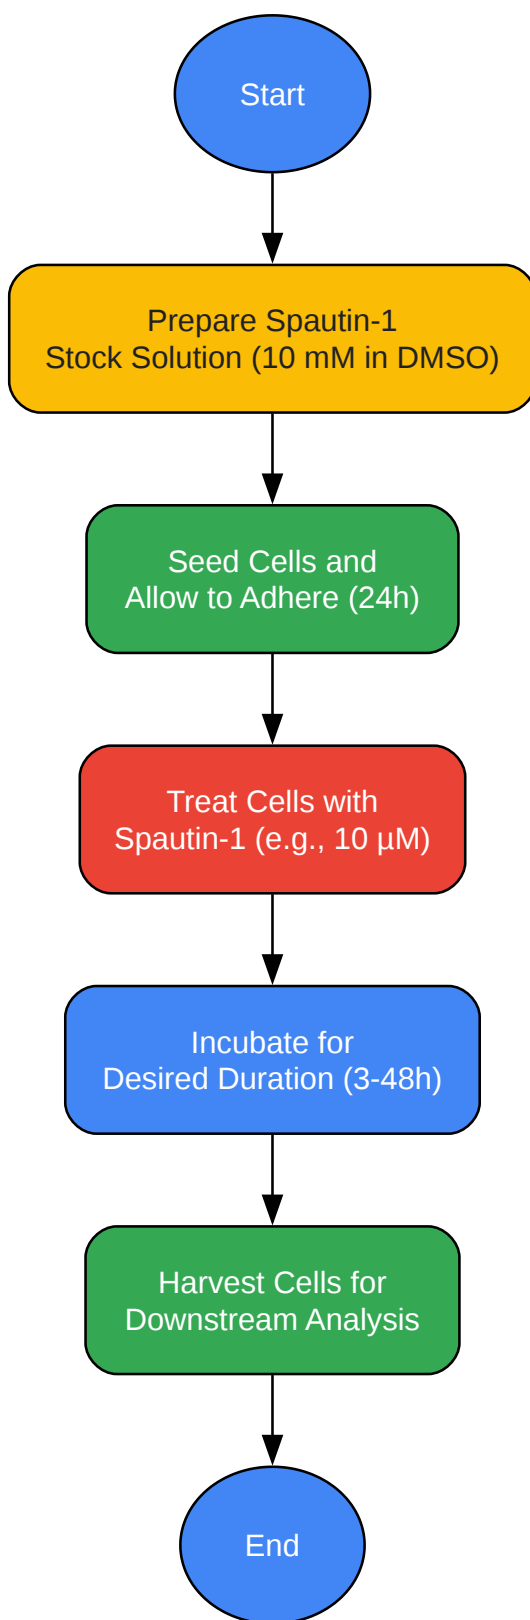 Start
Prepare Spautin-1
Stock Solution (10 mM in DMSO)
Seed Cells and
Allow to Adhere (24h)
Treat Cells with
Spautin-1 (e.g., 10 µM)
Incubate for
Desired Duration (3-48h)
Harvest Cells for
Downstream Analysis
End